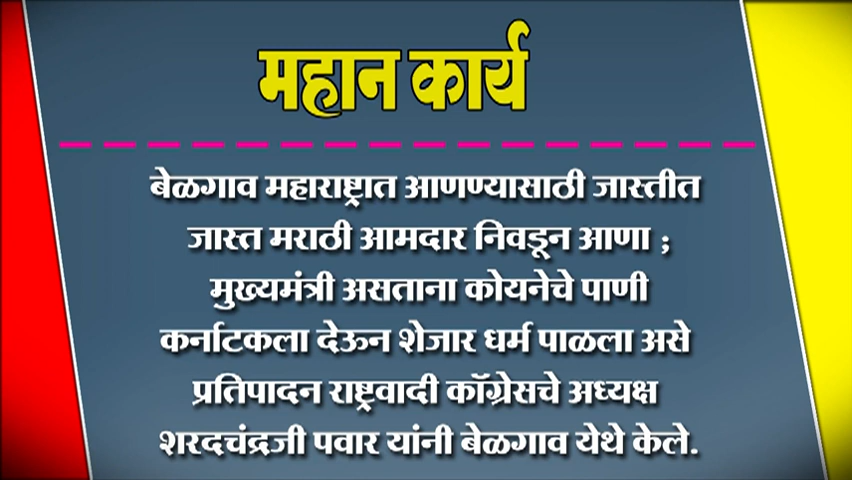 महान कार्य
बेळगाव महाराष्ट्रात आणण्यासाठी जास्तीत
जास्त मराठी आमदार निवडून आणा ;
मुख्यमंत्री असताना कोयनेचे पाणी
कर्नाटकला देऊन शेजार धर्म पाळला असे
प्रतिपादन राष्ट्रवादी कॉंग्रेसचे अध्यक्ष
शरदचंद्रजी पवार यांनी बेळगाव येथे केले.